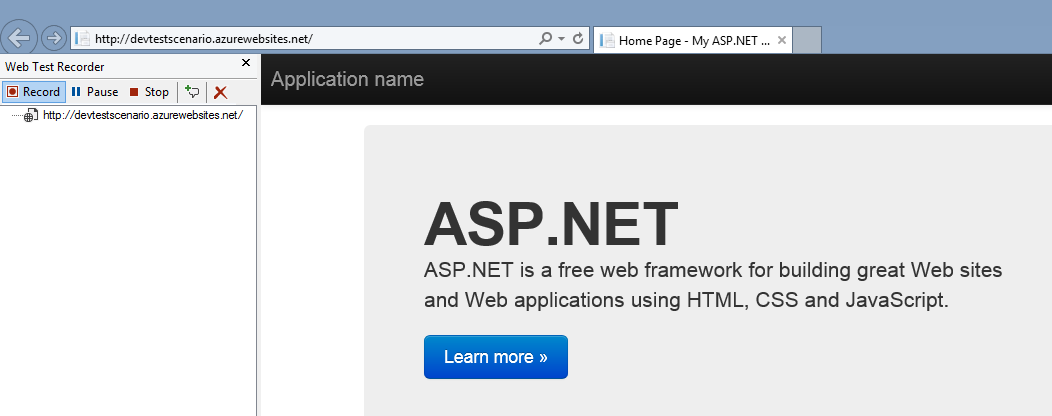 http://devtestscenario.azurewebsites.net/
Home Page - My ASP.NET ...
Web Test Recorder
Record Pause Stop
http://devtestscenario.azurewebsites.net/
Application name
ASP.NET
ASP.NET is a free web framework for building great Web sites
and Web applications using HTML, CSS and JavaScript.
Learn more »